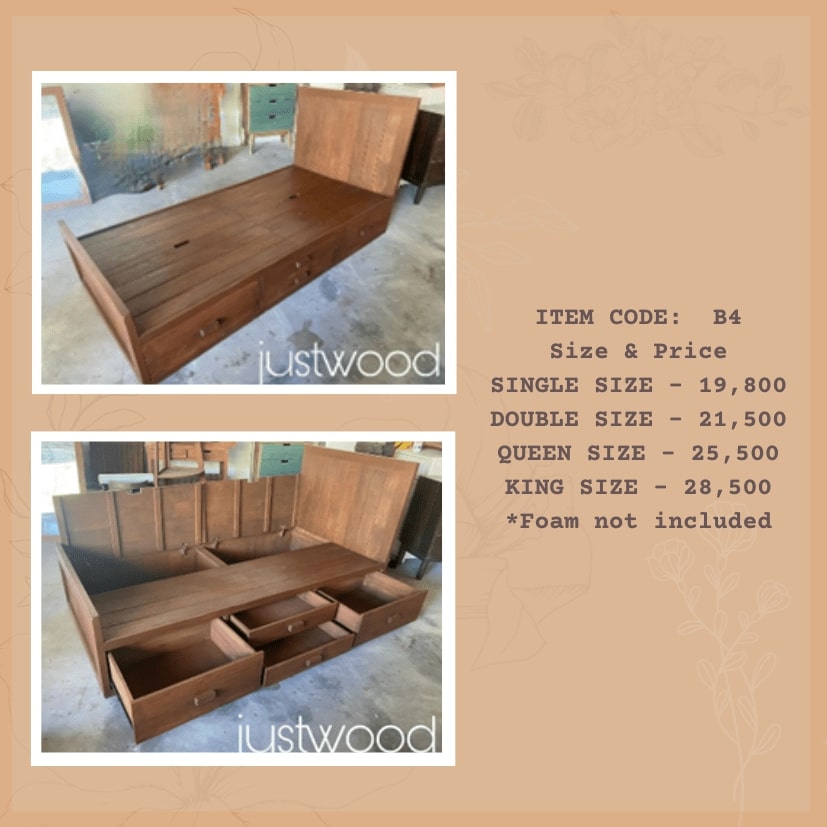 justwood
justwood
ITEM CODE:  B4
Size & Price
SINGLE SIZE - 19,800
DOUBLE SIZE - 21,500
QUEEN SIZE - 25,500
KING SIZE - 28,500
*Foam not included